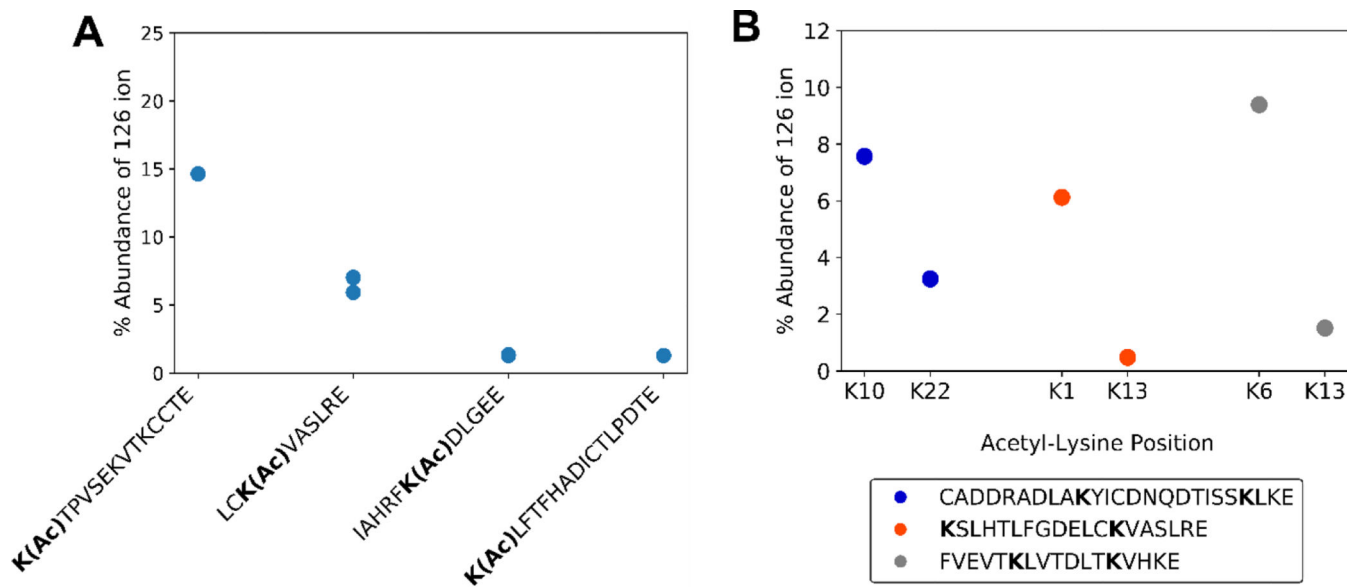 A
% Abundance of 126 ion
25
20
15
10
5
0
K(Ac)TPVSEKVTKCCTE
LCK(Ac)VASLRE
IAHRFK(Ac)DLGEE
K(Ac)LFTFHADICTLPDTE
B
% Abundance of 126 ion
12
10
8
6
4
2
0
K10 K22 K1 K13 K6 K13
Acetyl-Lysine Position
CADDRADLAKYICDNQDTISSKLKE
KSLHTLFGDELCKVASLRE
FVEVTKLVTDLTKVHKE